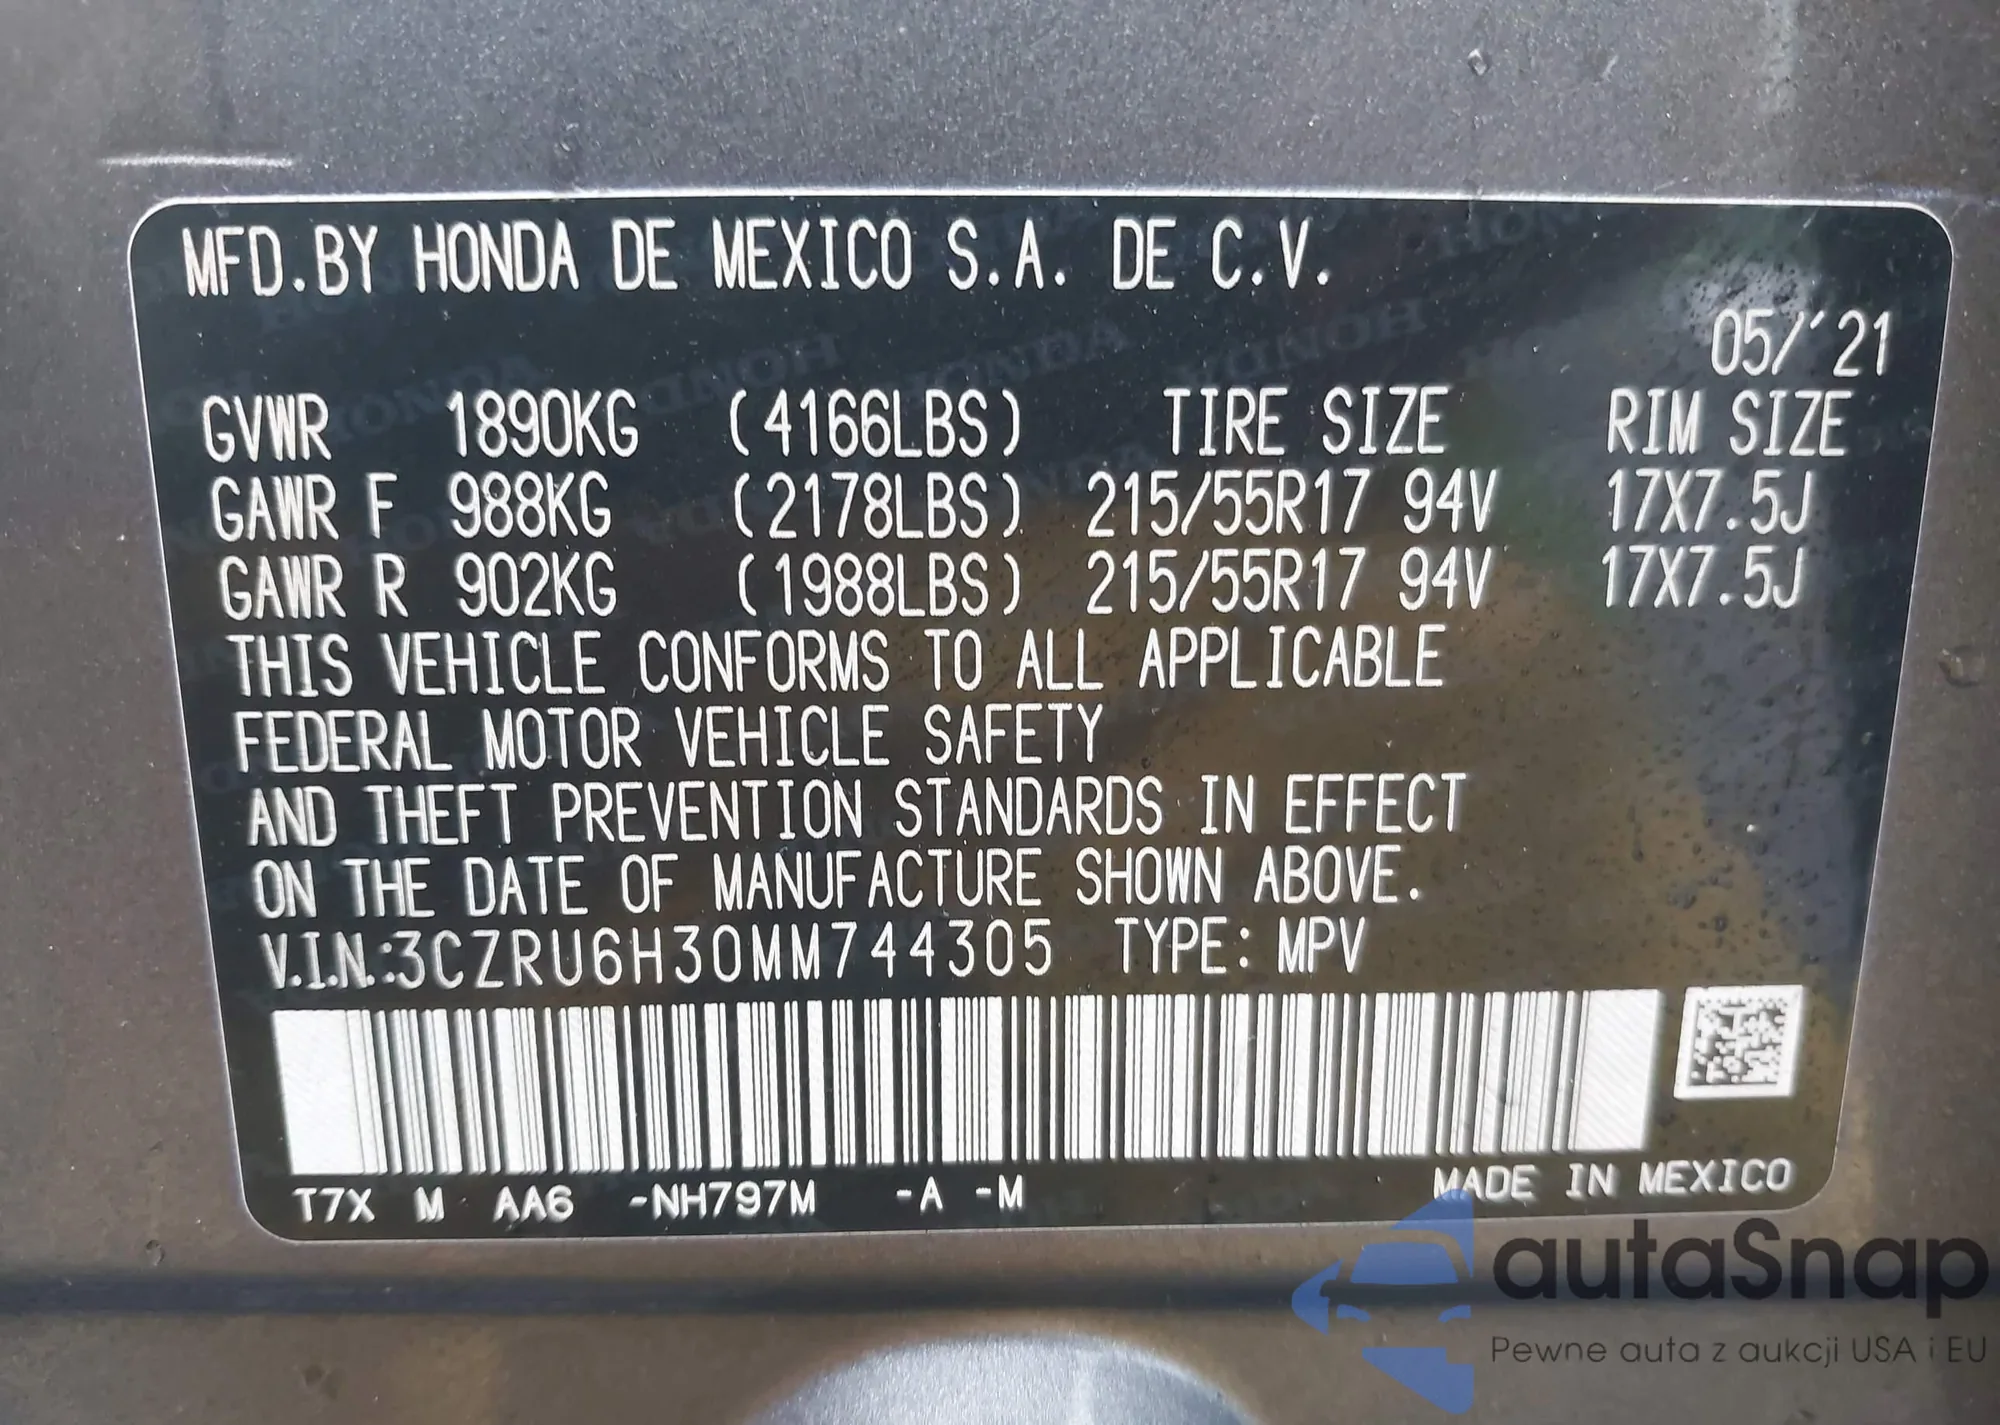 MFD.BY HONDA DE MEXICO S.A. DE C.V.
05/'21
GVWR 1890KG (4166LBS) TIRE SIZE RIM SIZE
GAWR F 988KG (2178LBS) 215/55R17 94V 17X7.5J
GAWR R 902KG (1988LBS) 215/55R17 94V 17X7.5J
THIS VEHICLE CONFORMS TO ALL APPLICABLE
FEDERAL MOTOR VEHICLE SAFETY
AND THEFT PREVENTION STANDARDS IN EFFECT
ON THE DATE OF MANUFACTURE SHOWN ABOVE.
V.I.N.:3CZRU6H30MM744305 TYPE: MPV
T7X M AA6 -NH797M -A -M MADE IN MEXICO
autaSnap
Pewne auta z aukcji USA i EU